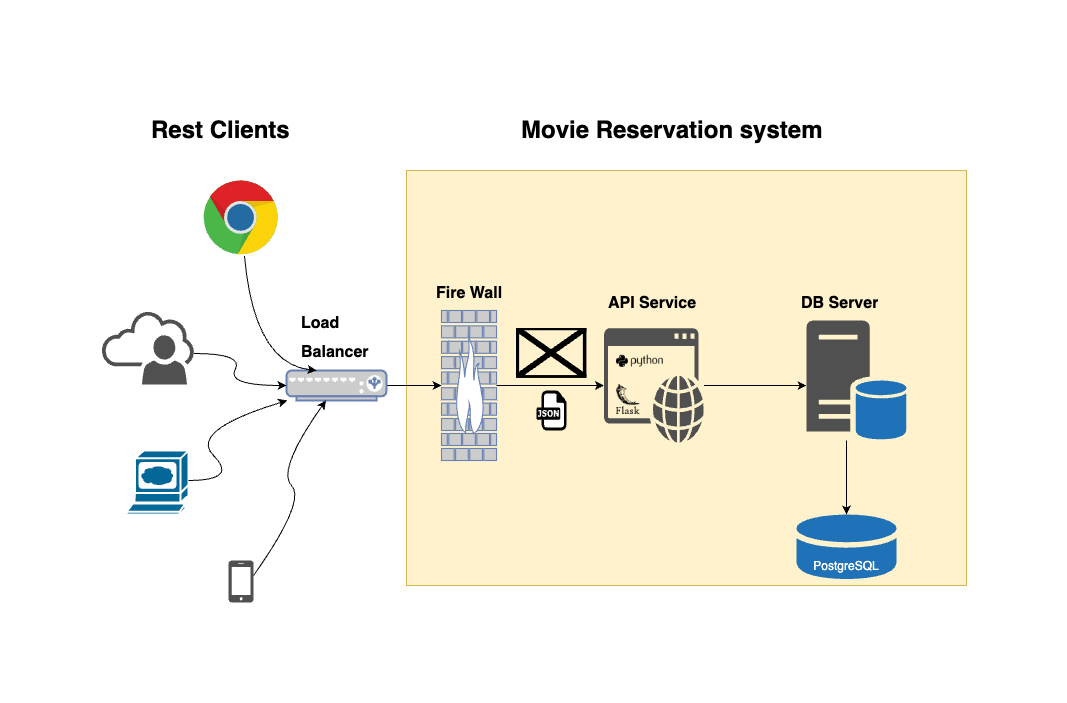 Rest Clients
Movie Reservation system
Load
Balancer
Fire Wall
API Service
DB Server
python
Flask
JSON
PostgreSQL